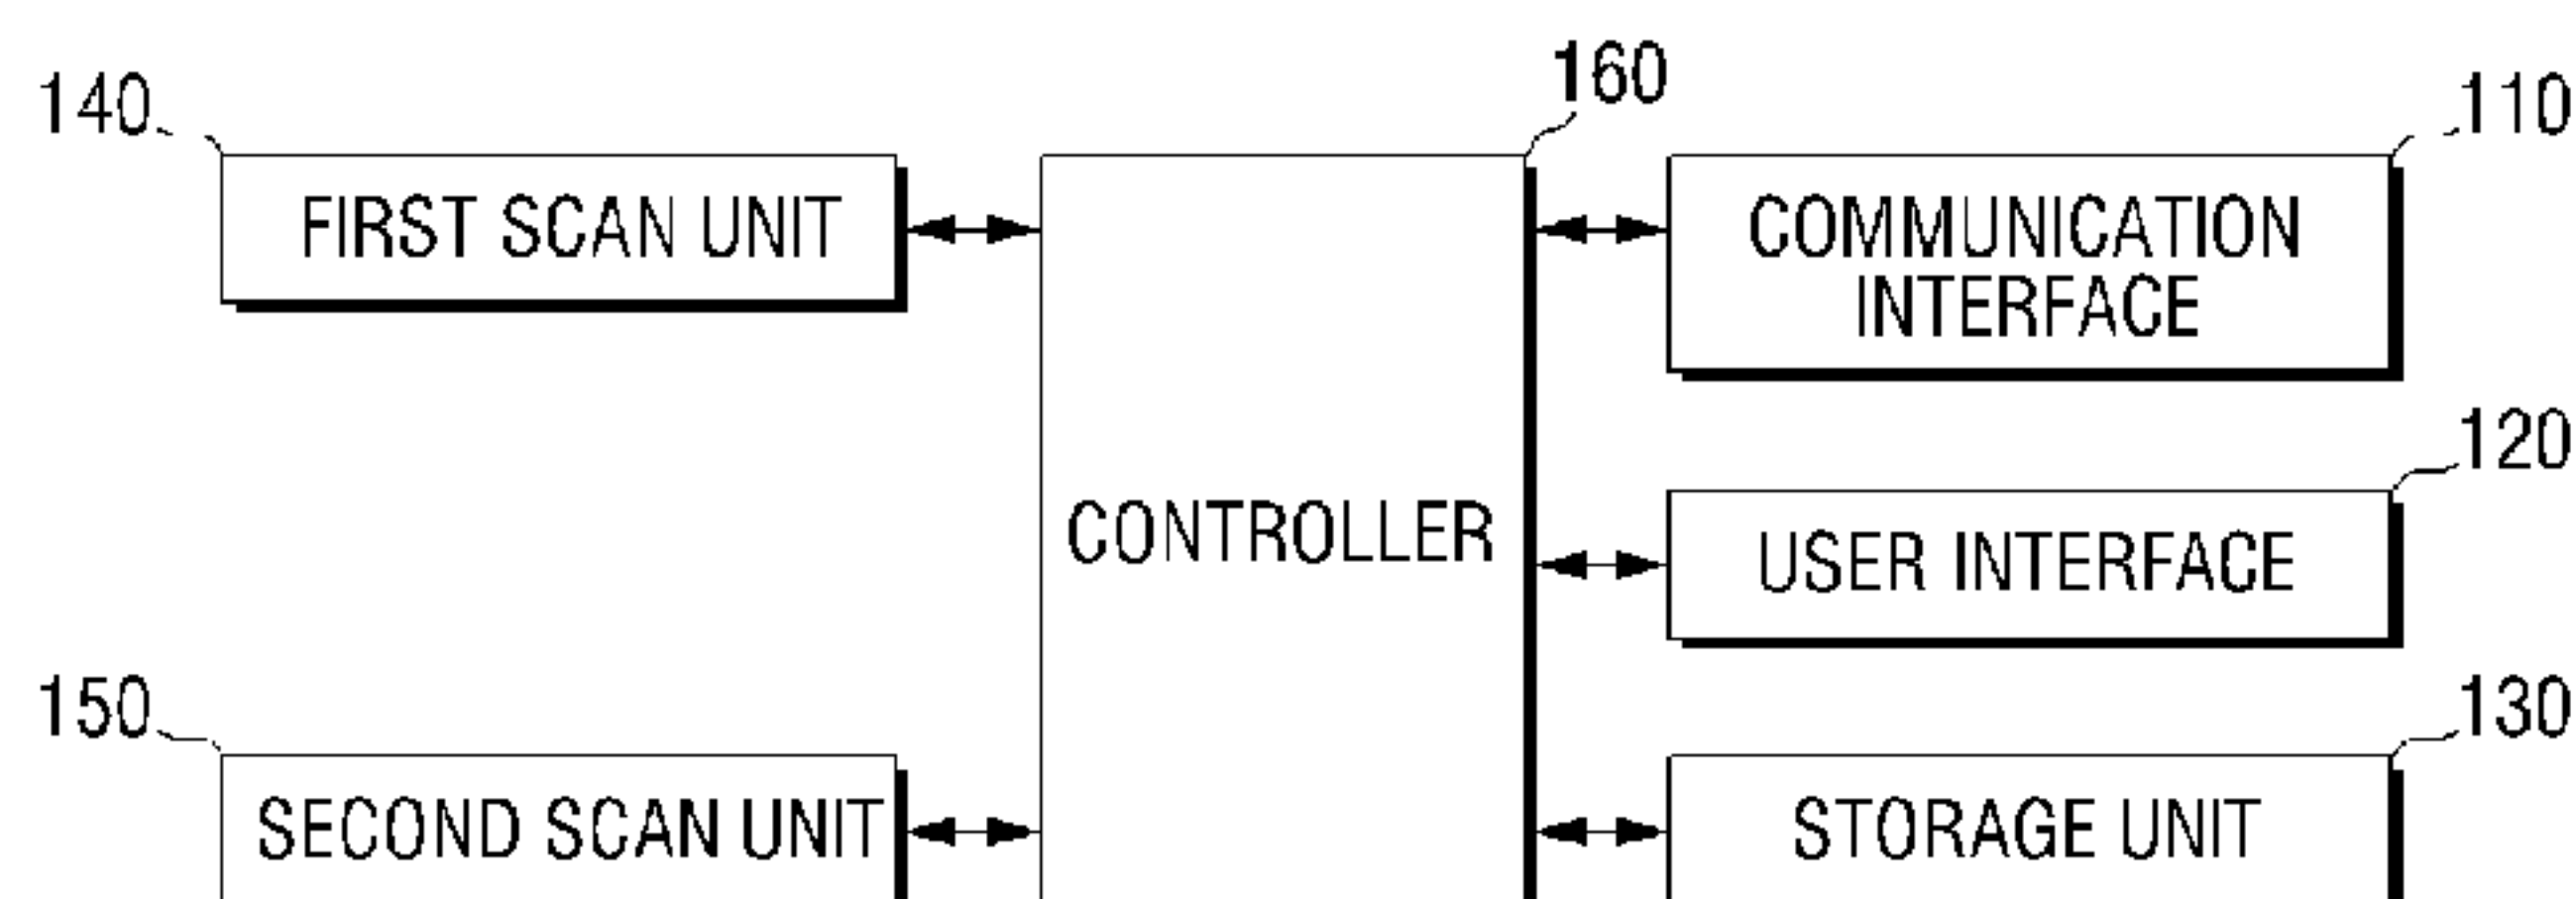 160
140
110
FIRST SCAN UNIT
COMMUNICATION
INTERFACE
120
CONTROLLER
USER INTERFACE
150
130
SECOND SCAN UNIT
STORAGE UNIT